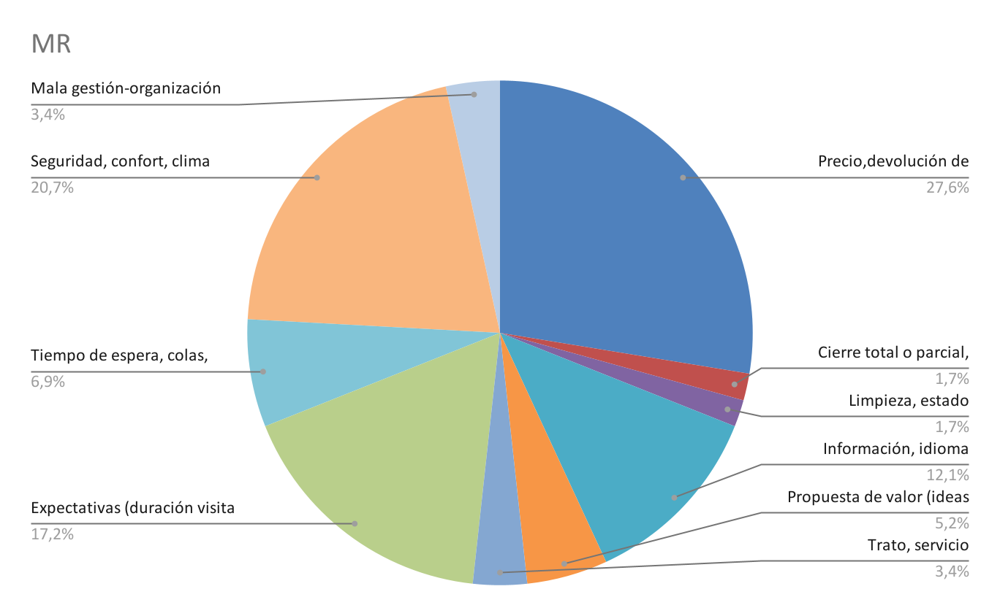 MR
Mala gestión-organización
3,4%
Seguridad, confort, clima
20,7%
Tiempo de espera, colas,
6,9%
Expectativas (duración visita
17,2%
Precio,devolución de
27,6%
Cierre total o parcial,
1,7%
Limpieza, estado
1,7%
Información, idioma
12,1%
Propuesta de valor (ideas
5,2%
Trato, servicio
3,4%